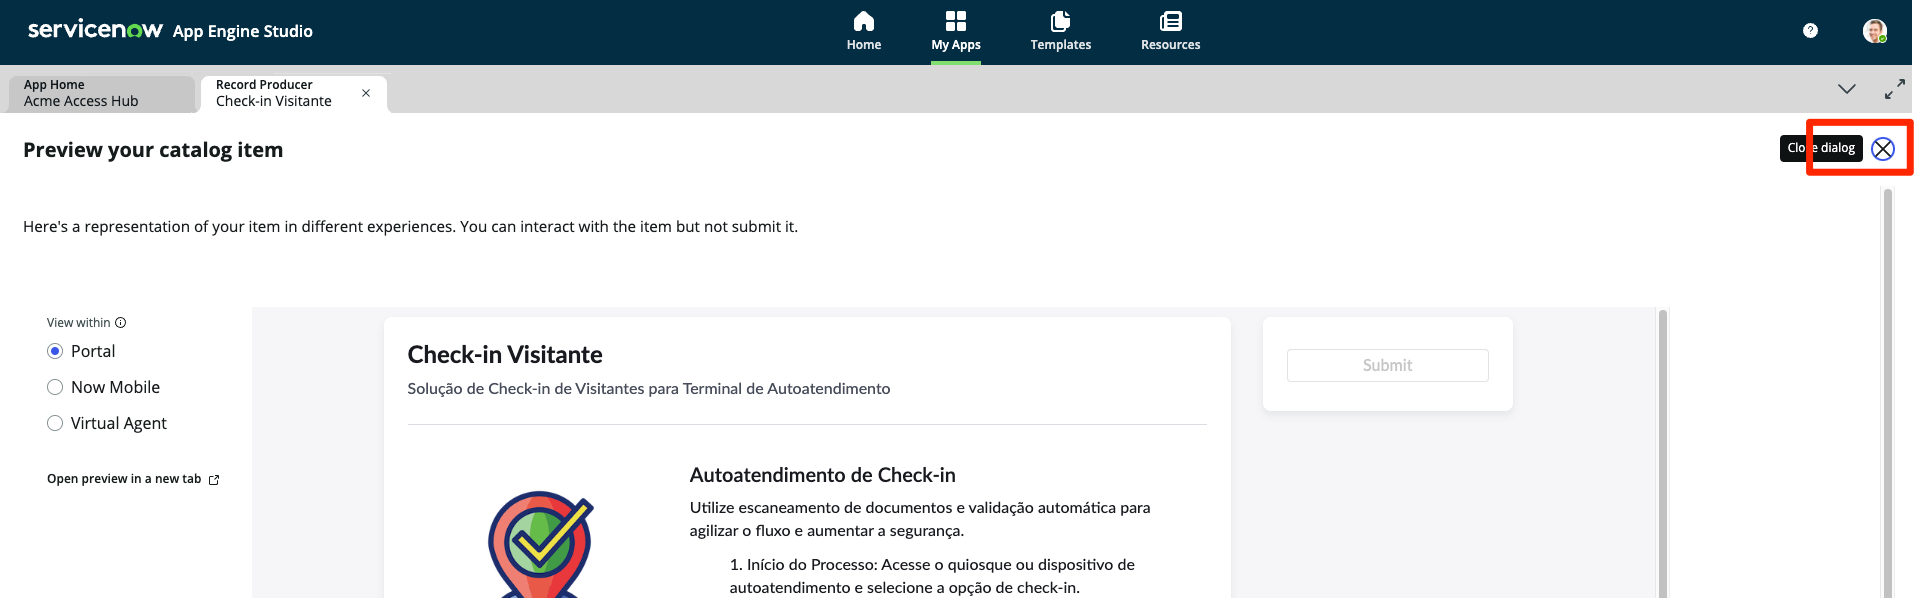 servicenow App Engine Studio
Home
My Apps
Templates
Resources
App Home
Acme Access Hub
Record Producer
Check-in Visitante
Preview your catalog item
Close dialog
Here's a representation of your item in different experiences. You can interact with the item but not submit it.
View within
Portal
Now Mobile
Virtual Agent
Open preview in a new tab
Check-in Visitante
Solução de Check-in de Visitantes para Terminal de Autoatendimento
Submit
Autoatendimento de Check-in
Utilize escaneamento de documentos e validação automática para
agilizar o fluxo e aumentar a segurança.
1. Início do Processo: Acesse o quiosque ou dispositivo de
autoatendimento e selecione a opção de check-in.